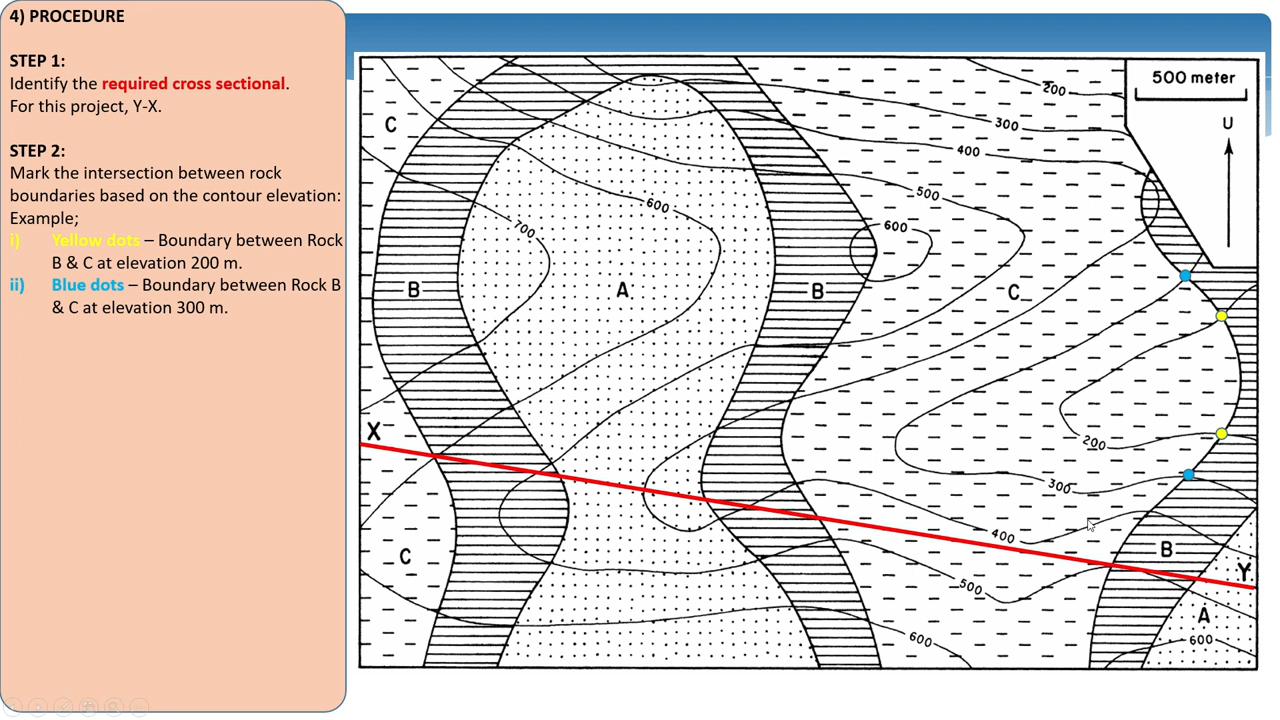 4) PROCEDURE
STEP 1:
Identify the required cross sectional.
For this project, Y-X.
STEP 2:
Mark the intersection between rock
boundaries based on the contour elevation:
Example;
i) Yellow dots – Boundary between Rock
B & C at elevation 200 m.
ii) Blue dots – Boundary between Rock B
& C at elevation 300 m.
500 meter
U
200
300
400
500
600
C
600
700
B
A
B
C
X
200
300
400
C
500
B
Y
A
600
600